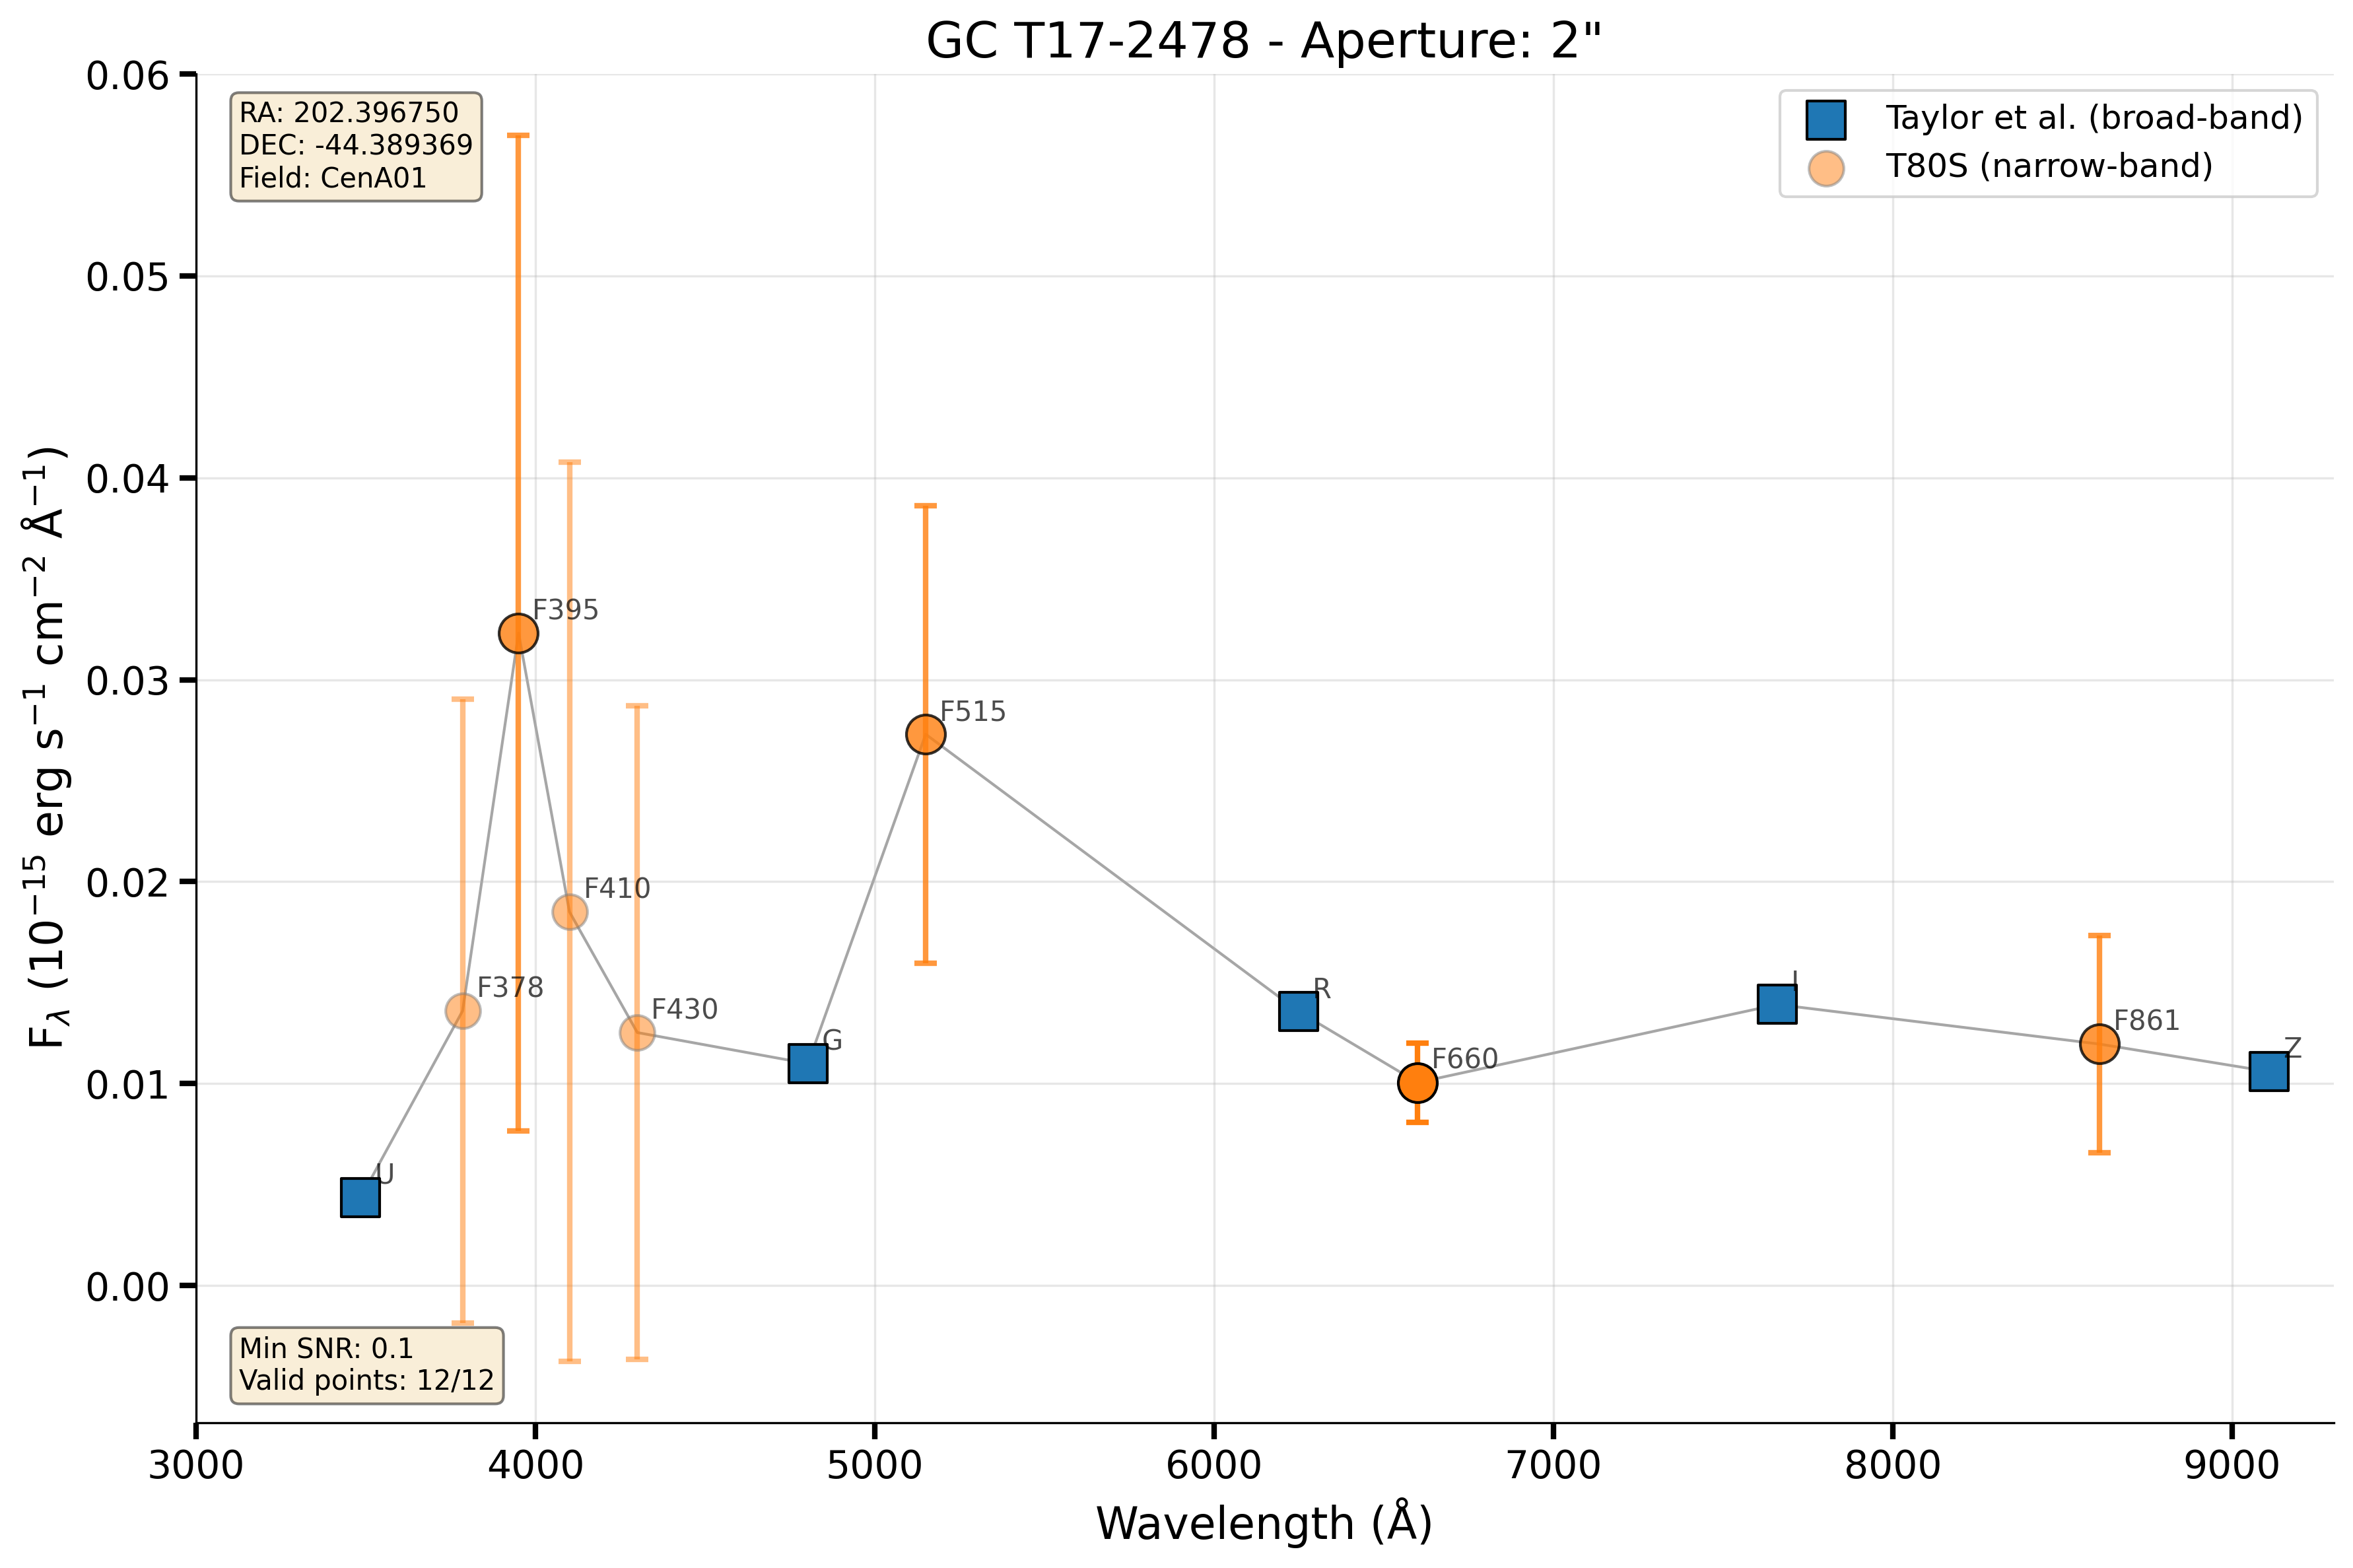 GC T17-2478 - Aperture: 2"
RA: 202.396750
DEC: -44.389369
Field: CenA01
Taylor et al. (broad-band)
T80S (narrow-band)
0.06
0.05
0.04
0.03
0.02
0.01
0.00
F_λ (10⁻¹⁵ erg s⁻¹ cm⁻² Å⁻¹)
F395
F515
F410
F378
F430
G
R
F660
I
F861
Z
U
Min SNR: 0.1
Valid points: 12/12
3000 4000 5000 6000 7000 8000 9000
Wavelength (Å)